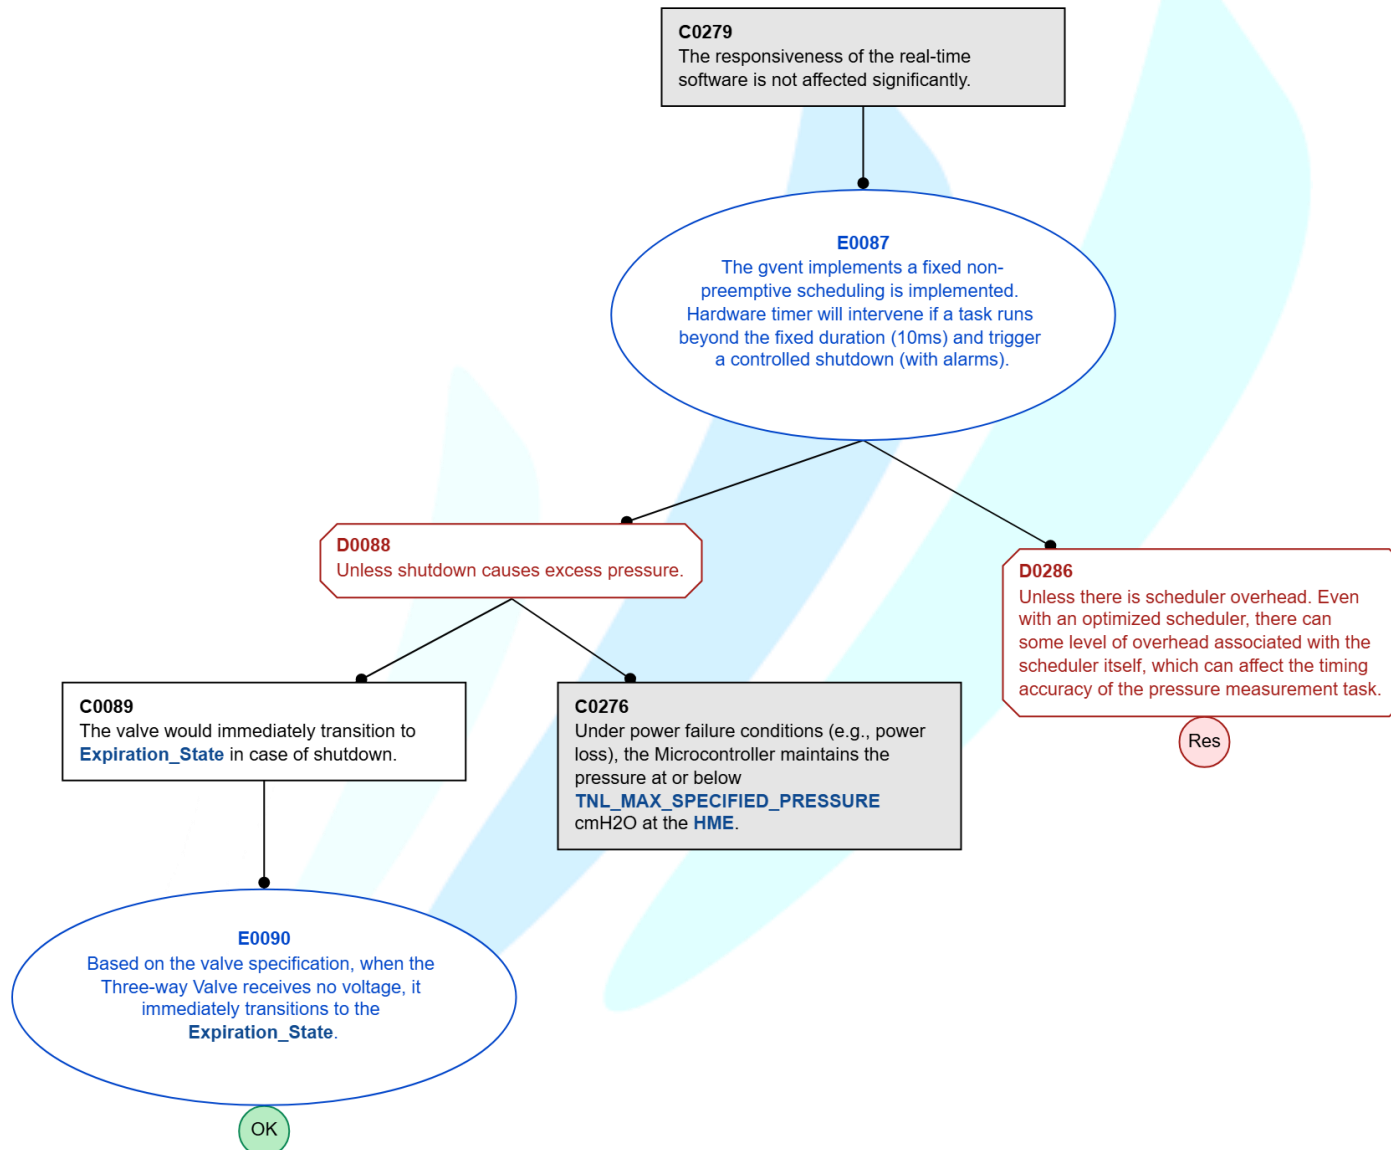 C0279
The responsiveness of the real-time
software is not affected significantly.
E0087
The gvent implements a fixed non-
preemptive scheduling is implemented.
Hardware timer will intervene if a task runs
beyond the fixed duration (10ms) and trigger
a controlled shutdown (with alarms).
D0088
Unless shutdown causes excess pressure.
D0286
Unless there is scheduler overhead. Even
with an optimized scheduler, there can
some level of overhead associated with the
scheduler itself, which can affect the timing
accuracy of the pressure measurement task.
Res
C0089
The valve would immediately transition to
Expiration_State in case of shutdown.
C0276
Under power failure conditions (e.g., power
loss), the Microcontroller maintains the
pressure at or below
TNL_MAX_SPECIFIED_PRESSURE
cmH2O at the HME.
E0090
Based on the valve specification, when the
Three-way Valve receives no voltage, it
immediately transitions to the
Expiration_State.
OK